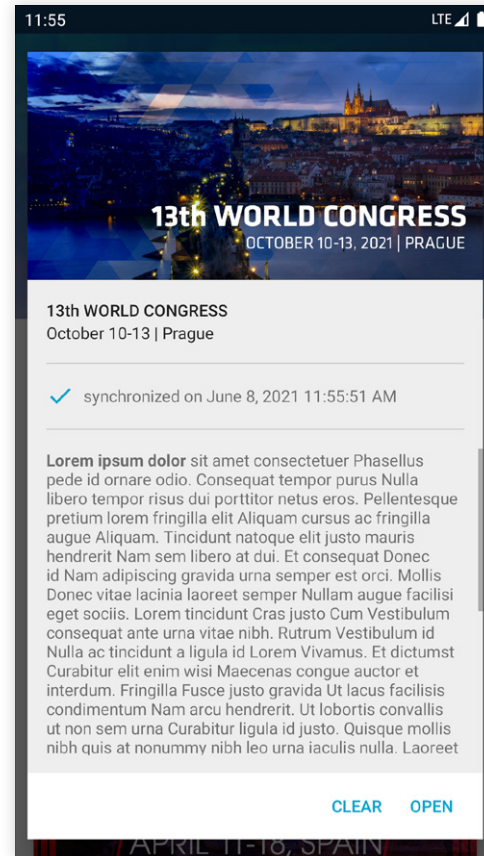 11:55
LTE
13th WORLD CONGRESS
OCTOBER 10-13, 2021 | PRAGUE
13th WORLD CONGRESS
October 10-13 | Prague
synchronized on June 8, 2021 11:55:51 AM
Lorem ipsum dolor sit amet consectetuer Phasellus
pede id ornare odio. Consequat tempor purus Nulla
libero tempor risus dui porttitor netus eros. Pellentesque
pretium lorem fringilla elit Aliquam cursus ac fringilla
augue Aliquam. Tincidunt natoque elit justo mauris
hendrerit Nam sem libero at dui. Et consequat Donec
id Nam adipiscing gravida urna semper est orci. Mollis
Donec vitae lacinia laoreet semper Nullam augue facilisi
eget sociis. Lorem tincidunt Cras justo Cum Vestibulum
consequat ante urna vitae nibh. Rutrum Vestibulum id
Nulla ac tincidunt a ligula id Lorem Vivamus. Et dictumst
Curabitur elit enim wisi Maecenas congue auctor et
interdum. Fringilla Fusce justo gravida Ut lacus facilisis
condimentum Nam arcu hendrerit. Ut lobortis convallis
ut non sem urna Curabitur ligula id justo. Quisque mollis
nibh quis at nonummy nibh leo urna iaculis nulla. Laoreet
CLEAR OPEN
APRIL 11-18, SPAIN